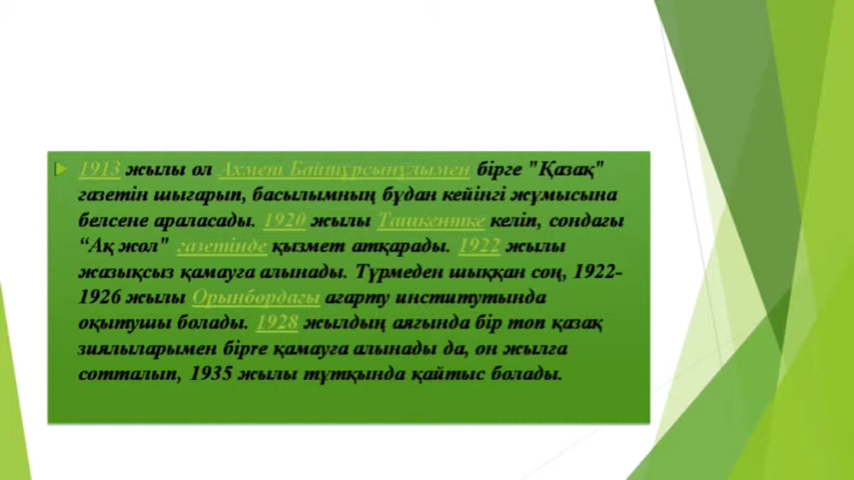 1913 жылы ол Ахмет Байтұрсынұлымен бірге "Қазақ"
газетін шығарып, басылымның бұдан кейінгі жұмысына
белсене араласады. 1920 жылы Ташкентке келіп, сондағы
“Ақ жол" газетінде қызмет атқарады. 1922 жылы
жазықсыз қамауға алынады. Түрмеден шыққан соң, 1922-
1926 жылы Орынбордағы ағарту институтында
оқытушы болады. 1928 жылдың аяғында бір топ қазақ
зиялыларымен бірге қамауға алынады да, он жылға
сотталып, 1935 жылы тұтқында қайтыс болады.